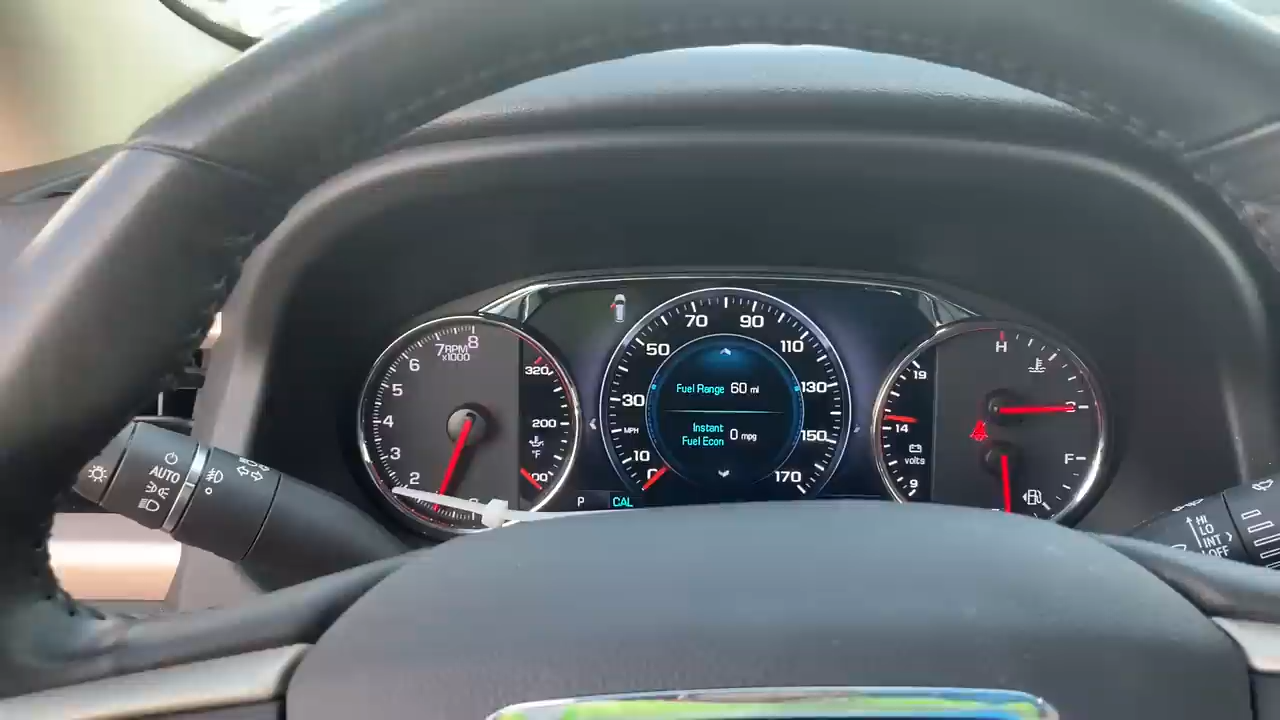 AUTO
7
RPM
x1000
8
6
5
4
3
2
320
200
°F
P
CAL
70
90
50
110
30
130
MPH
10
0
150
170
Fuel Range 60 mi
Instant
Fuel Econ 0 mpg
19
14
volts
9
H
F
HI
LO
INT
OFF